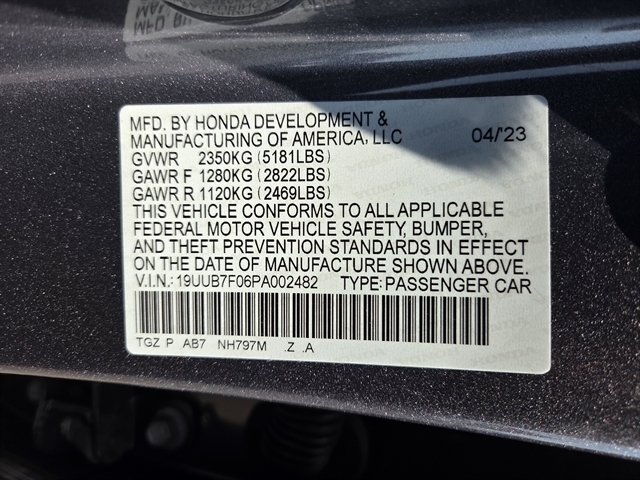 MFD. BY HONDA DEVELOPMENT &
MANUFACTURING OF AMERICA, LLC 04/'23
GVWR 2350KG (5181LBS)
GAWR F 1280KG (2822LBS)
GAWR R 1120KG (2469LBS)
THIS VEHICLE CONFORMS TO ALL APPLICABLE
FEDERAL MOTOR VEHICLE SAFETY, BUMPER,
AND THEFT PREVENTION STANDARDS IN EFFECT
ON THE DATE OF MANUFACTURE SHOWN ABOVE.
V.I.N.: 19UUB7F06PA002482 TYPE: PASSENGER CAR
TGZ P AB7 NH797M .Z .A